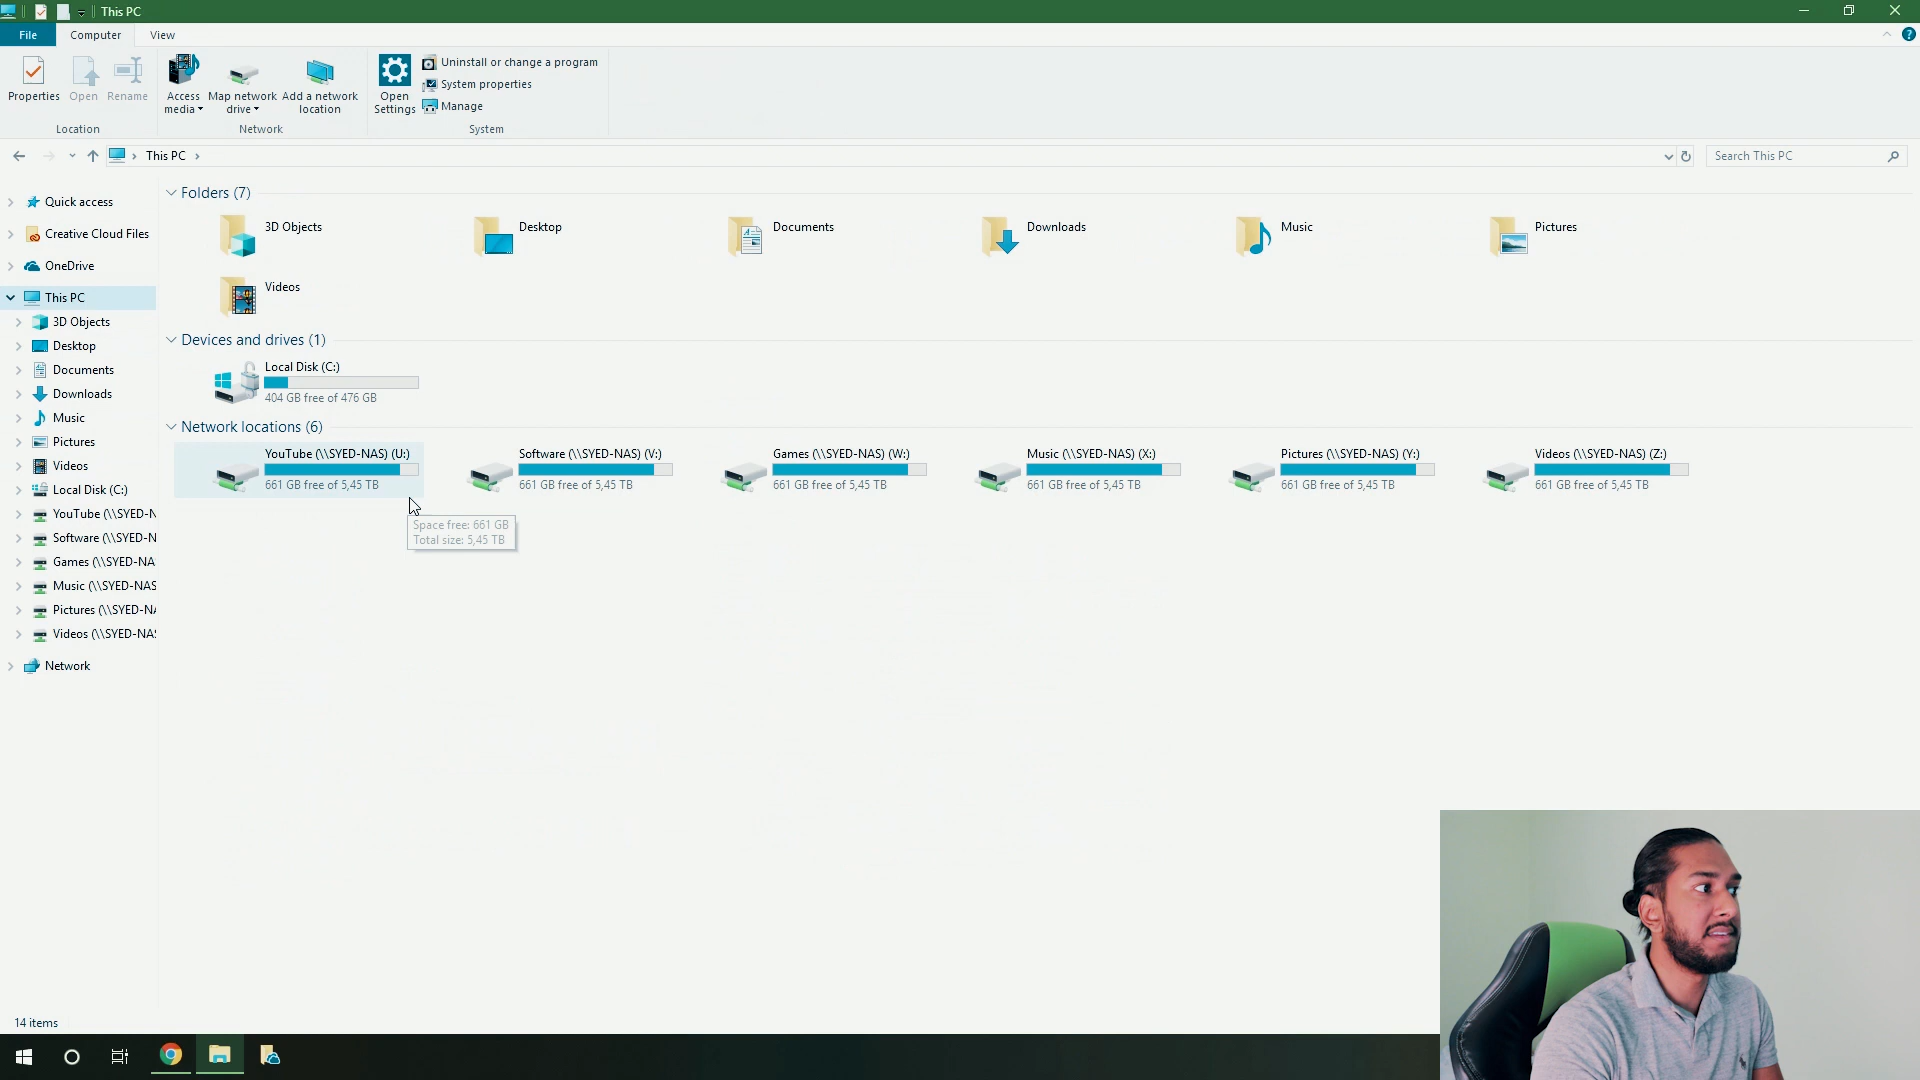 This PC
File
Computer
View
Properties
Open
Rename
Access
media
Map network
drive
Add a network
location
Open
Settings
Uninstall or change a program
System properties
Manage
Location
Network
System
This PC
Search This PC
Quick access
Creative Cloud Files
OneDrive
This PC
3D Objects
Desktop
Documents
Downloads
Music
Pictures
Videos
Local Disk (C:)
YouTube (\\SYED-N
Software (\\SYED-N
Games (\\SYED-NA
Music (\\SYED-NAS
Pictures (\\SYED-NA
Videos (\\SYED-NAS
Network
Folders (7)
3D Objects
Desktop
Documents
Downloads
Music
Pictures
Videos
Devices and drives (1)
Local Disk (C:)
404 GB free of 476 GB
Network locations (6)
YouTube (\\SYED-NAS) (U:)
661 GB free of 5,45 TB
Software (\\SYED-NAS) (V:)
661 GB free of 5,45 TB
Games (\\SYED-NAS) (W:)
661 GB free of 5,45 TB
Music (\\SYED-NAS) (X:)
661 GB free of 5,45 TB
Pictures (\\SYED-NAS) (Y:)
661 GB free of 5,45 TB
Videos (\\SYED-NAS) (Z:)
661 GB free of 5,45 TB
Space free: 661 GB
Total size: 5,45 TB
14 items